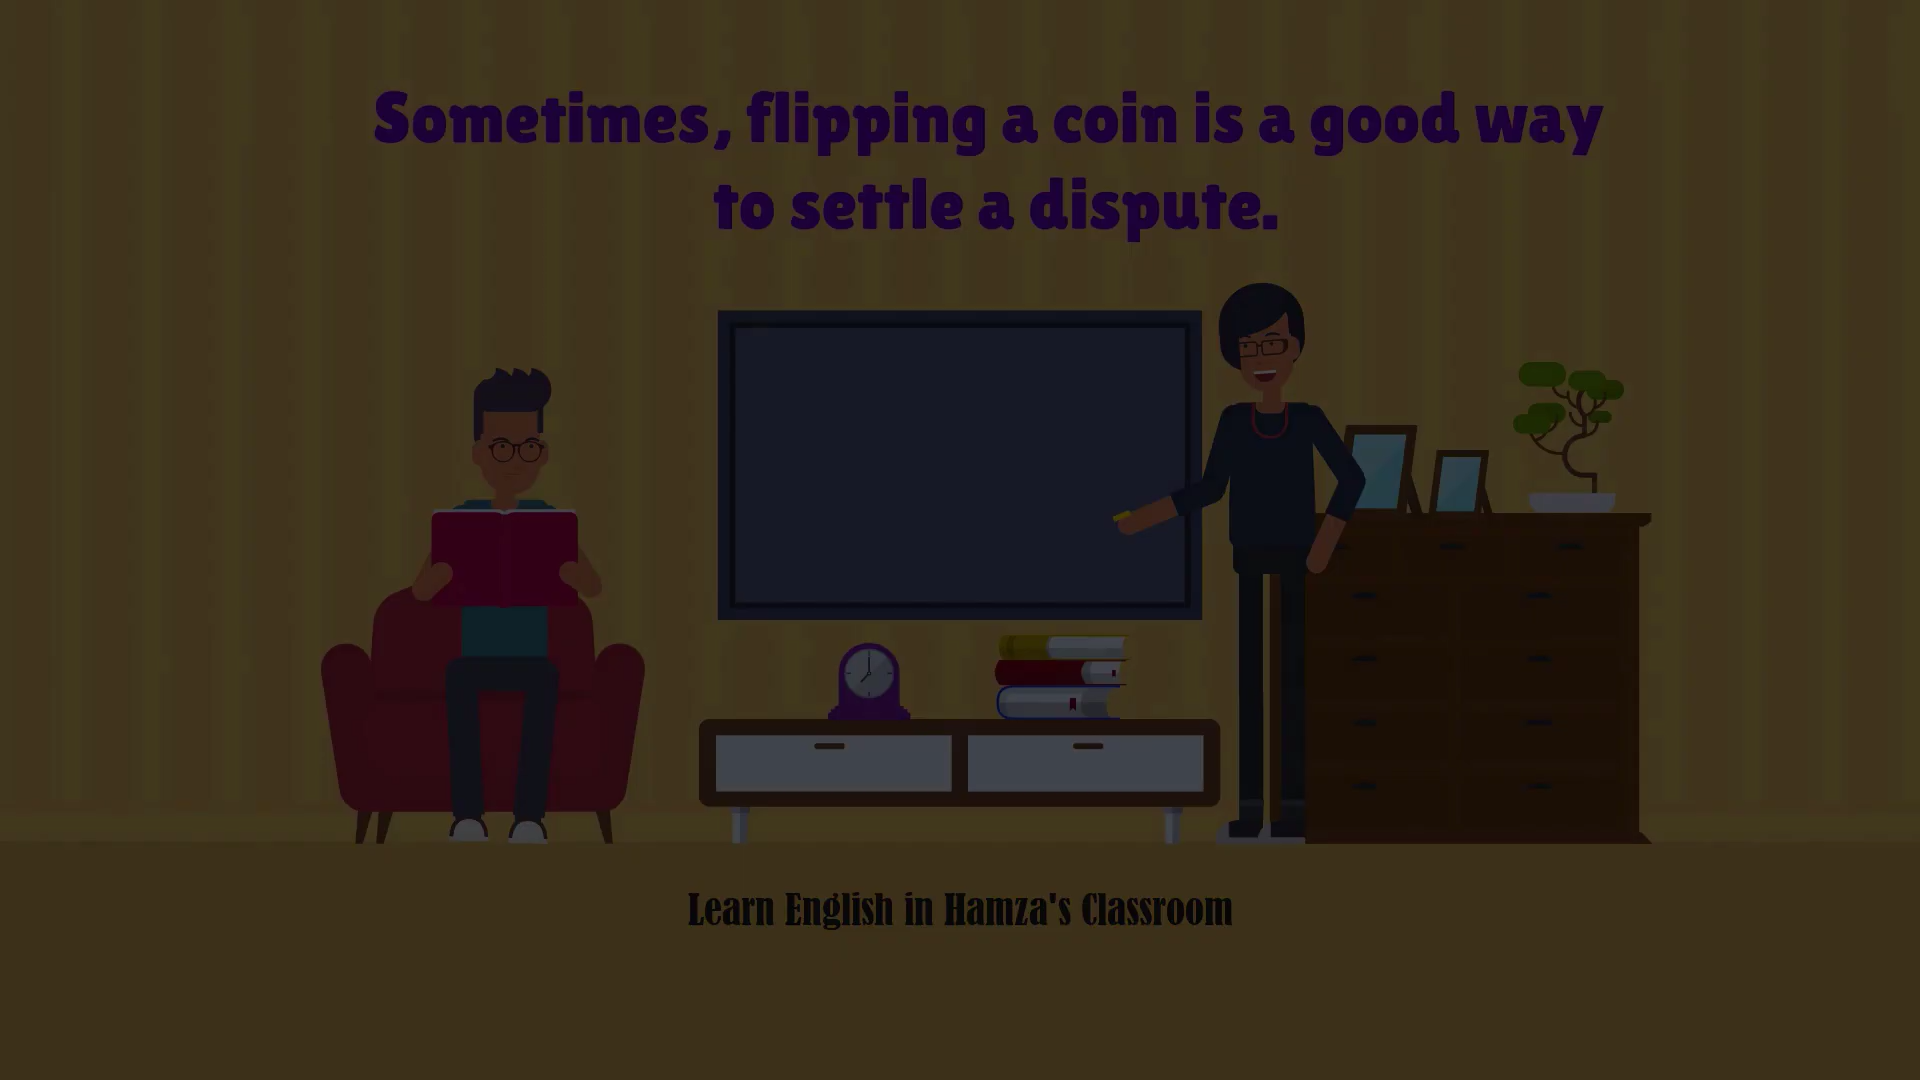 Sometimes, flipping a coin is a good way
to settle a dispute.
Learn English in Hamza's Classroom